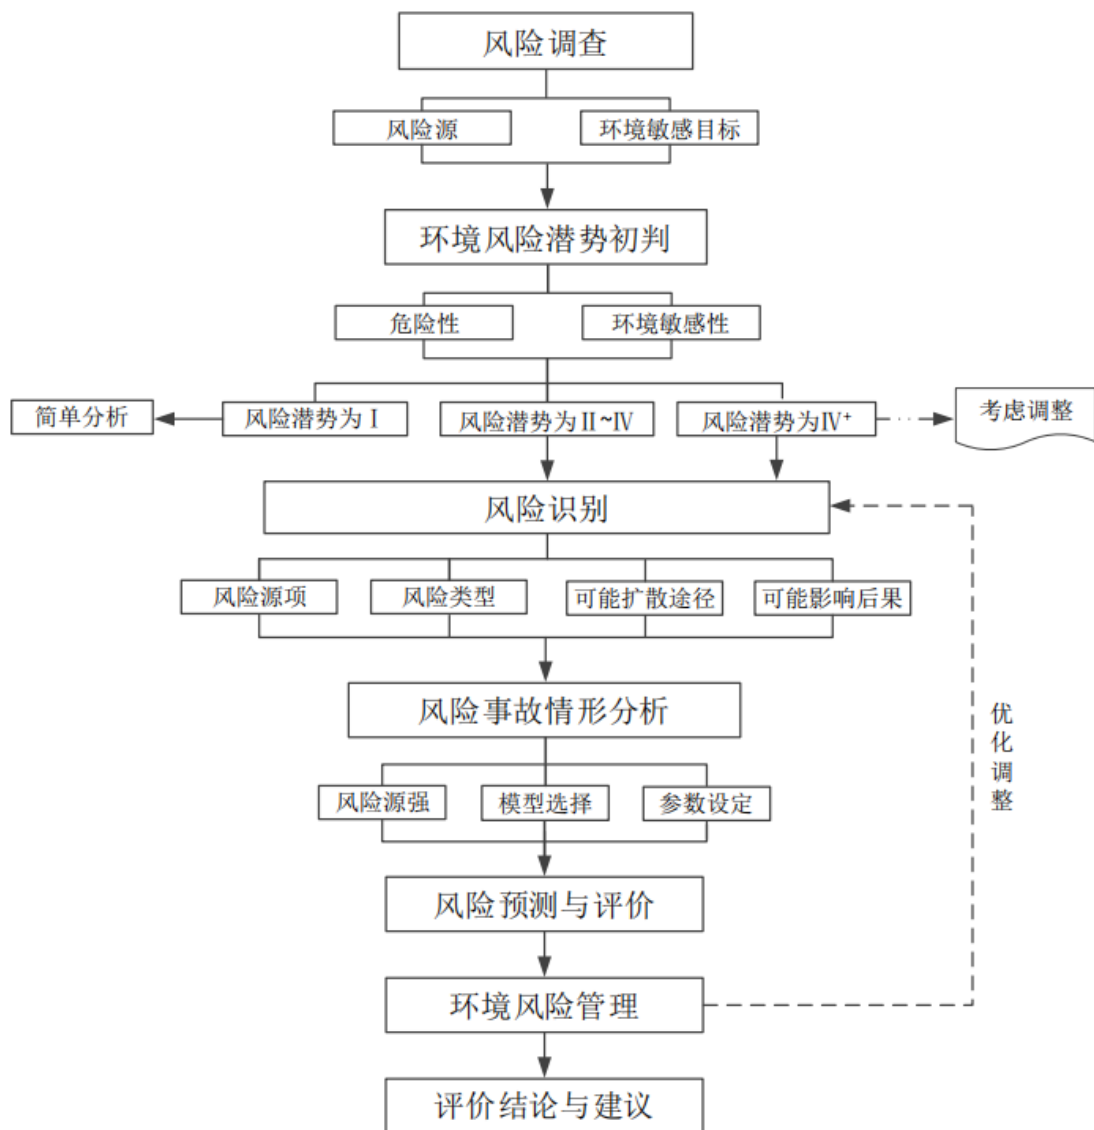 风险调查
风险源
环境敏感目标
环境风险潜势初判
危险性
环境敏感性
简单分析
风险潜势为Ⅰ
风险潜势为Ⅱ~Ⅳ
风险潜势为Ⅳ⁺
考虑调整
风险识别
风险源项
风险类型
可能扩散途径
可能影响后果
风险事故情形分析
优化调整
风险源强
模型选择
参数设定
风险预测与评价
环境风险管理
评价结论与建议